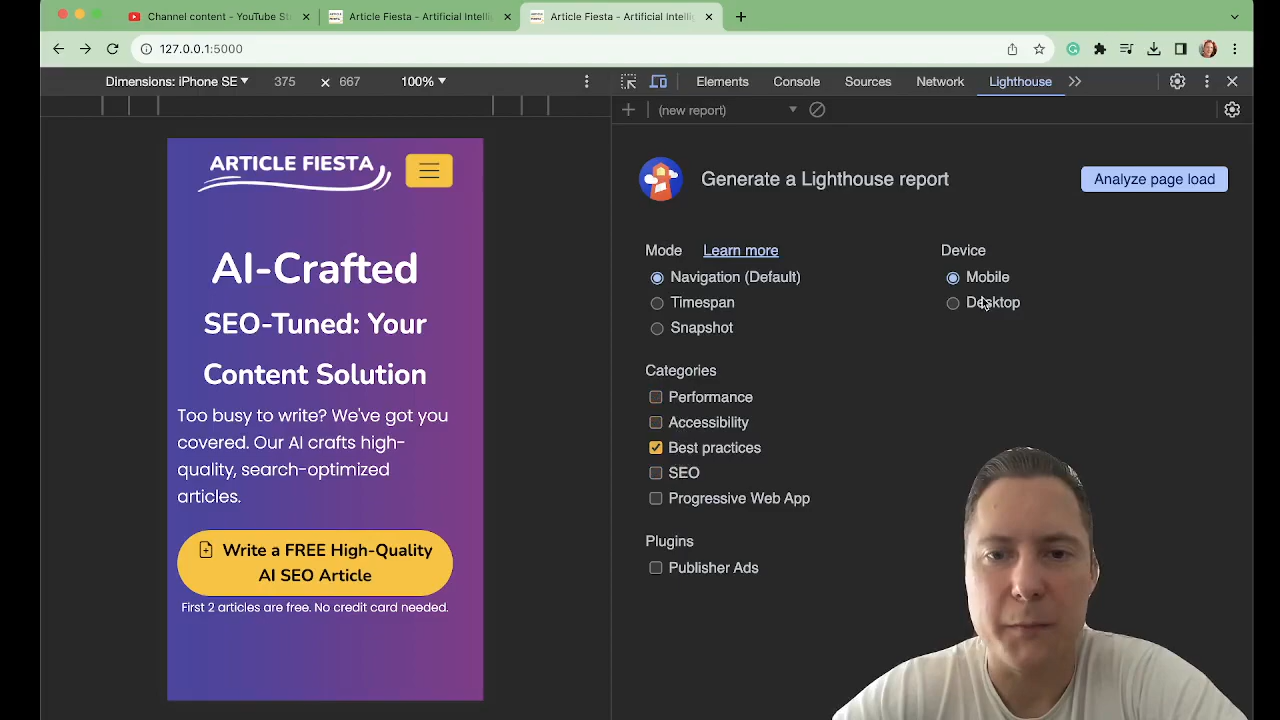 Channel content - YouTube St
Article Fiesta - Artificial Intelli
Article Fiesta - Artificial Intelli
127.0.0.1:5000
Dimensions: iPhone SE 375 × 667 100%
Elements Console Sources Network Lighthouse
(new report)
ARTICLE FIESTA
AI-Crafted
SEO-Tuned: Your
Content Solution
Too busy to write? We've got you
covered. Our AI crafts high-
quality, search-optimized
articles.
Write a FREE High-Quality
AI SEO Article
First 2 articles are free. No credit card needed.
Generate a Lighthouse report
Analyze page load
Mode Learn more
Navigation (Default)
Timespan
Snapshot
Device
Mobile
Desktop
Categories
Performance
Accessibility
Best practices
SEO
Progressive Web App
Plugins
Publisher Ads